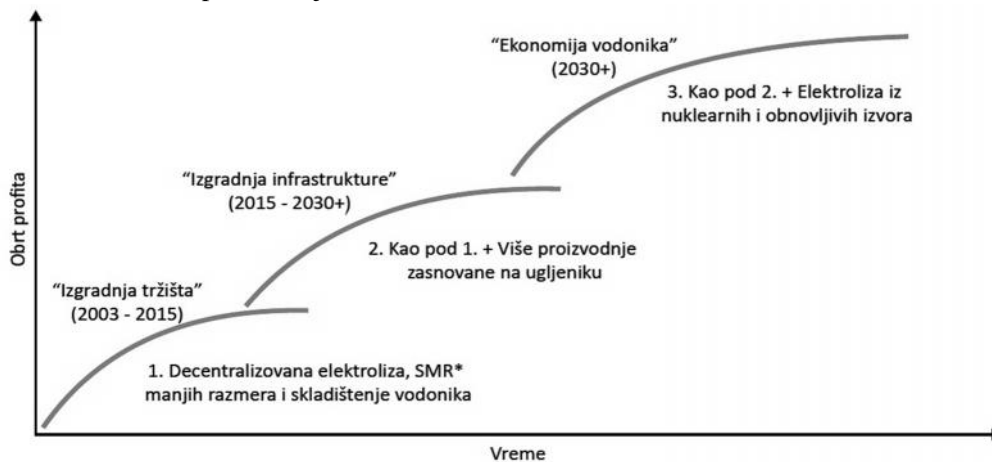 “Ekonomija vodonika”
(2030+)
3. Kao pod 2. + Elektroliza iz
nuklearnih i obnovljivih izvora
“Izgradnja infrastrukture”
(2015 - 2030+)
2. Kao pod 1. + Više proizvodnje
zasnovane na ugljeniku
“Izgradnja tržišta”
(2003 - 2015)
1. Decentralizovana elektroliza, SMR*
manjih razmera i skladištenje vodonika
Obrt profita
Vreme